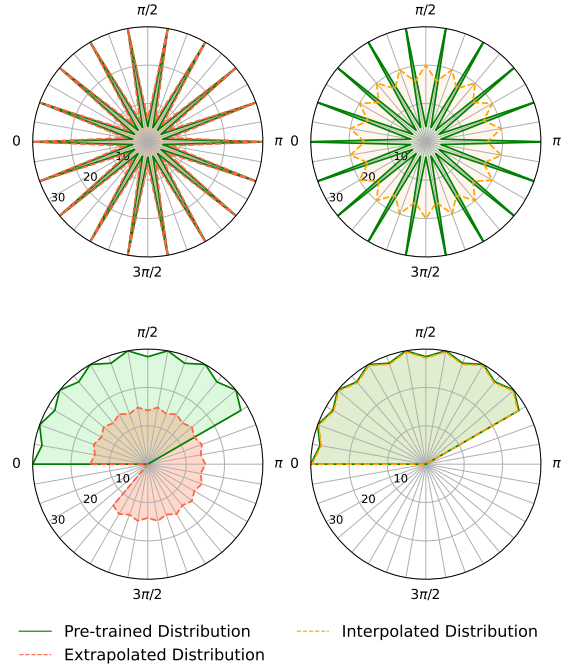 π/2
π/2
0
10
20
30
π
0
10
20
30
π
3π/2
3π/2
π/2
π/2
0
10
20
30
π
0
10
20
30
π
3π/2
3π/2
Pre-trained Distribution
Extrapolated Distribution
Interpolated Distribution